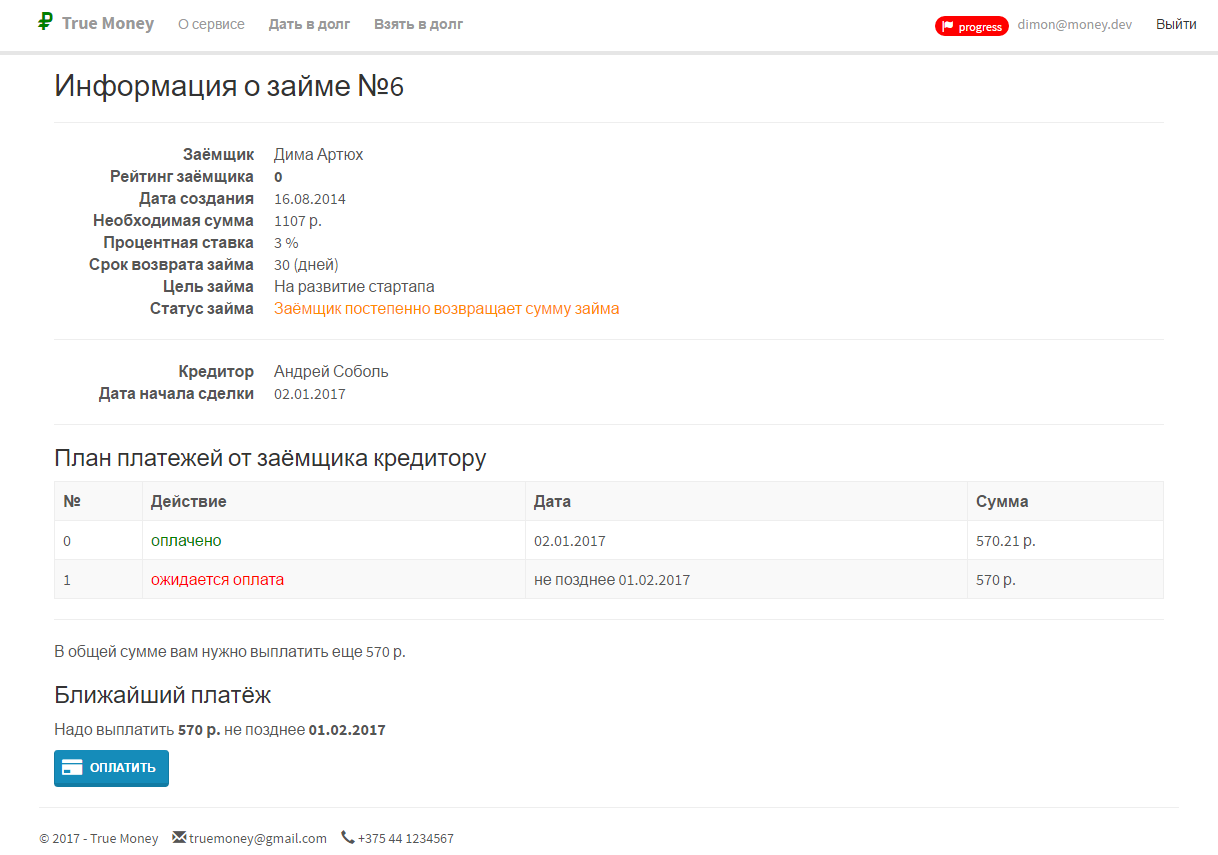 True Money О сервисе Дать в долг Взять в долг progress dimon@money.dev Выйти
Информация о займе №6
Заёмщик Дима Артюх
Рейтинг заёмщика 0
Дата создания 16.08.2014
Необходимая сумма 1107 р.
Процентная ставка 3 %
Срок возврата займа 30 (дней)
Цель займа На развитие стартапа
Статус займа Заёмщик постепенно возвращает сумму займа
Кредитор Андрей Соболь
Дата начала сделки 02.01.2017
План платежей от заёмщика кредитору
№ Действие Дата Сумма
0 оплачено 02.01.2017 570.21 р.
1 ожидается оплата не позднее 01.02.2017 570 р.
В общей сумме вам нужно выплатить еще 570 р.
Ближайший платёж
Надо выплатить 570 р. не позднее 01.02.2017
ОПЛАТИТЬ
© 2017 - True Money truemoney@gmail.com +375 44 1234567